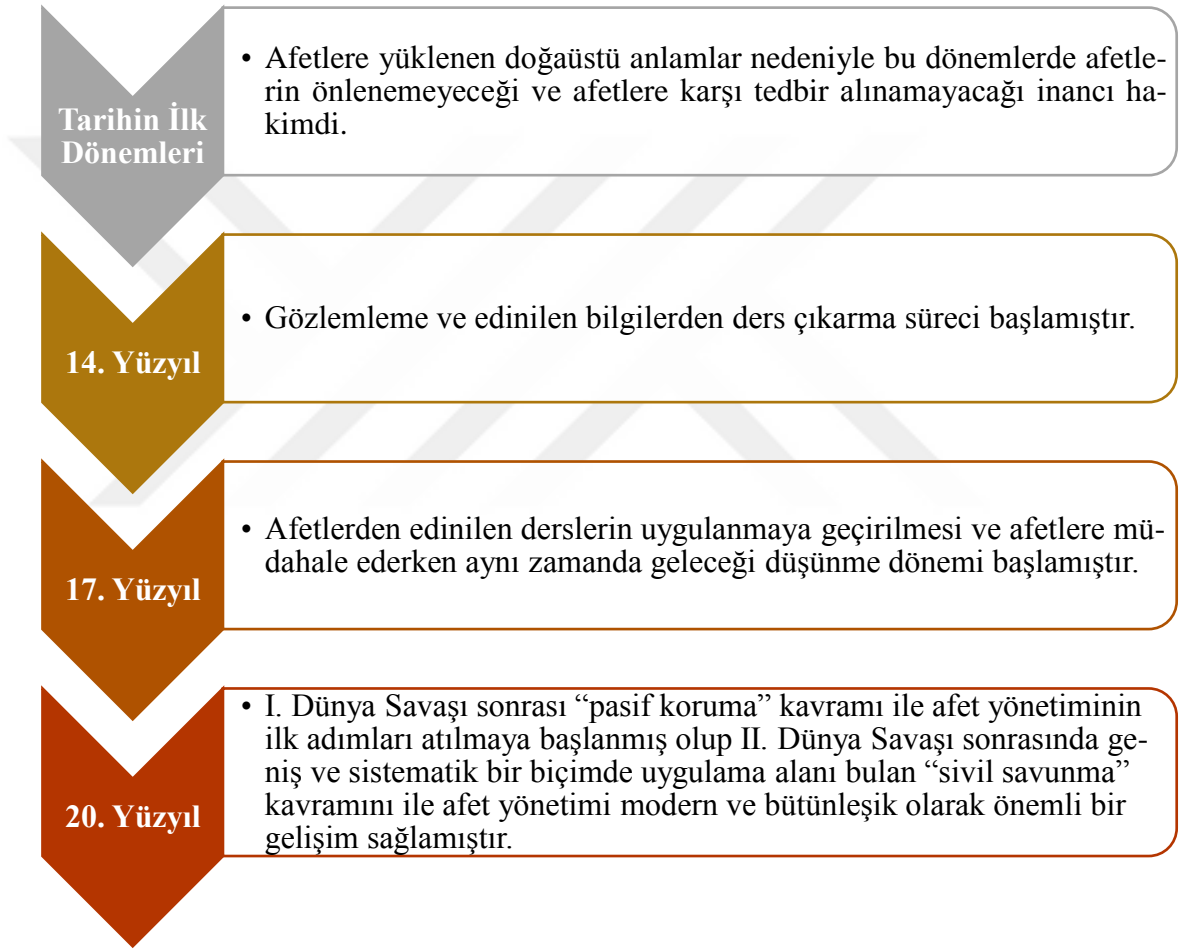 Tarihin İlk
Dönemleri
• Afetlere yüklenen doğaüstü anlamlar nedeniyle bu dönemlerde afetle-
rin önlenemeyeceği ve afetlere karşı tedbir alınamayacağı inancı ha-
kimdi.
14. Yüzyıl
• Gözlemleme ve edinilen bilgilerden ders çıkarma süreci başlamıştır.
17. Yüzyıl
• Afetlerden edinilen derslerin uygulanmaya geçirilmesi ve afetlere mü-
dahale ederken aynı zamanda geleceği düşünme dönemi başlamıştır.
20. Yüzyıl
• I. Dünya Savaşı sonrası “pasif koruma” kavramı ile afet yönetiminin
ilk adımları atılmaya başlanmış olup II. Dünya Savaşı sonrasında ge-
niş ve sistematik bir biçimde uygulama alanı bulan “sivil savunma”
kavramını ile afet yönetimi modern ve bütünleşik olarak önemli bir
gelişim sağlamıştır.